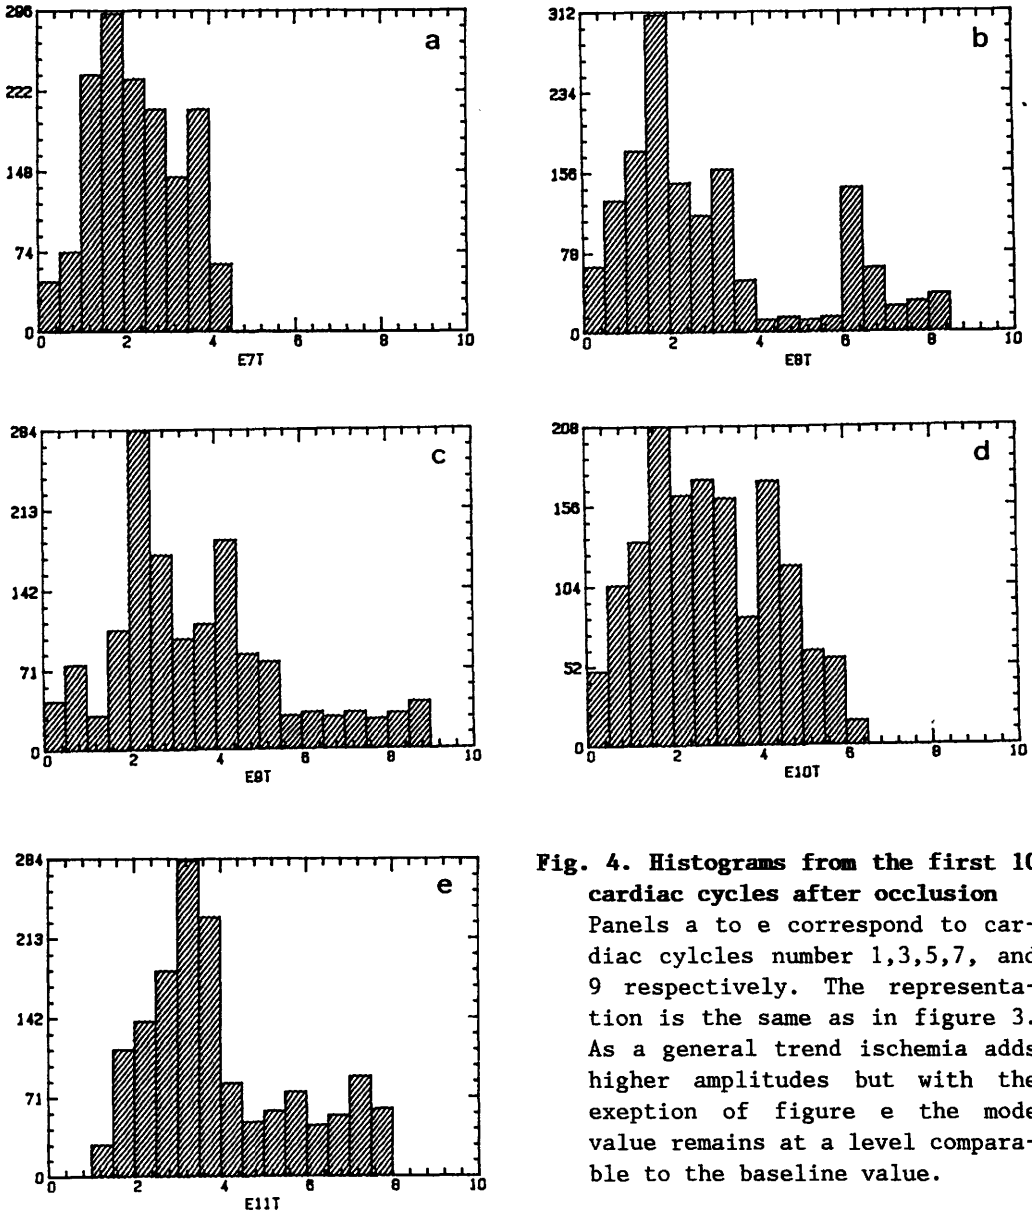 296
222
148
74
0
0 2 4 6 8 10
E7T
a
312
234
156
78
0
0 2 4 6 8 10
E8T
b
284
213
142
71
0
0 2 4 6 8 10
E9T
c
208
156
104
52
0
0 2 4 6 8 10
E10T
d
284
213
142
71
0
0 2 4 6 8 10
E11T
e
Fig. 4. Histograms from the first 10
cardiac cycles after occlusion
Panels a to e correspond to car-
diac cylcles number 1,3,5,7, and
9 respectively. The representa-
tion is the same as in figure 3.
As a general trend ischemia adds
higher amplitudes but with the
exeption of figure e the mode
value remains at a level compara-
ble to the baseline value.